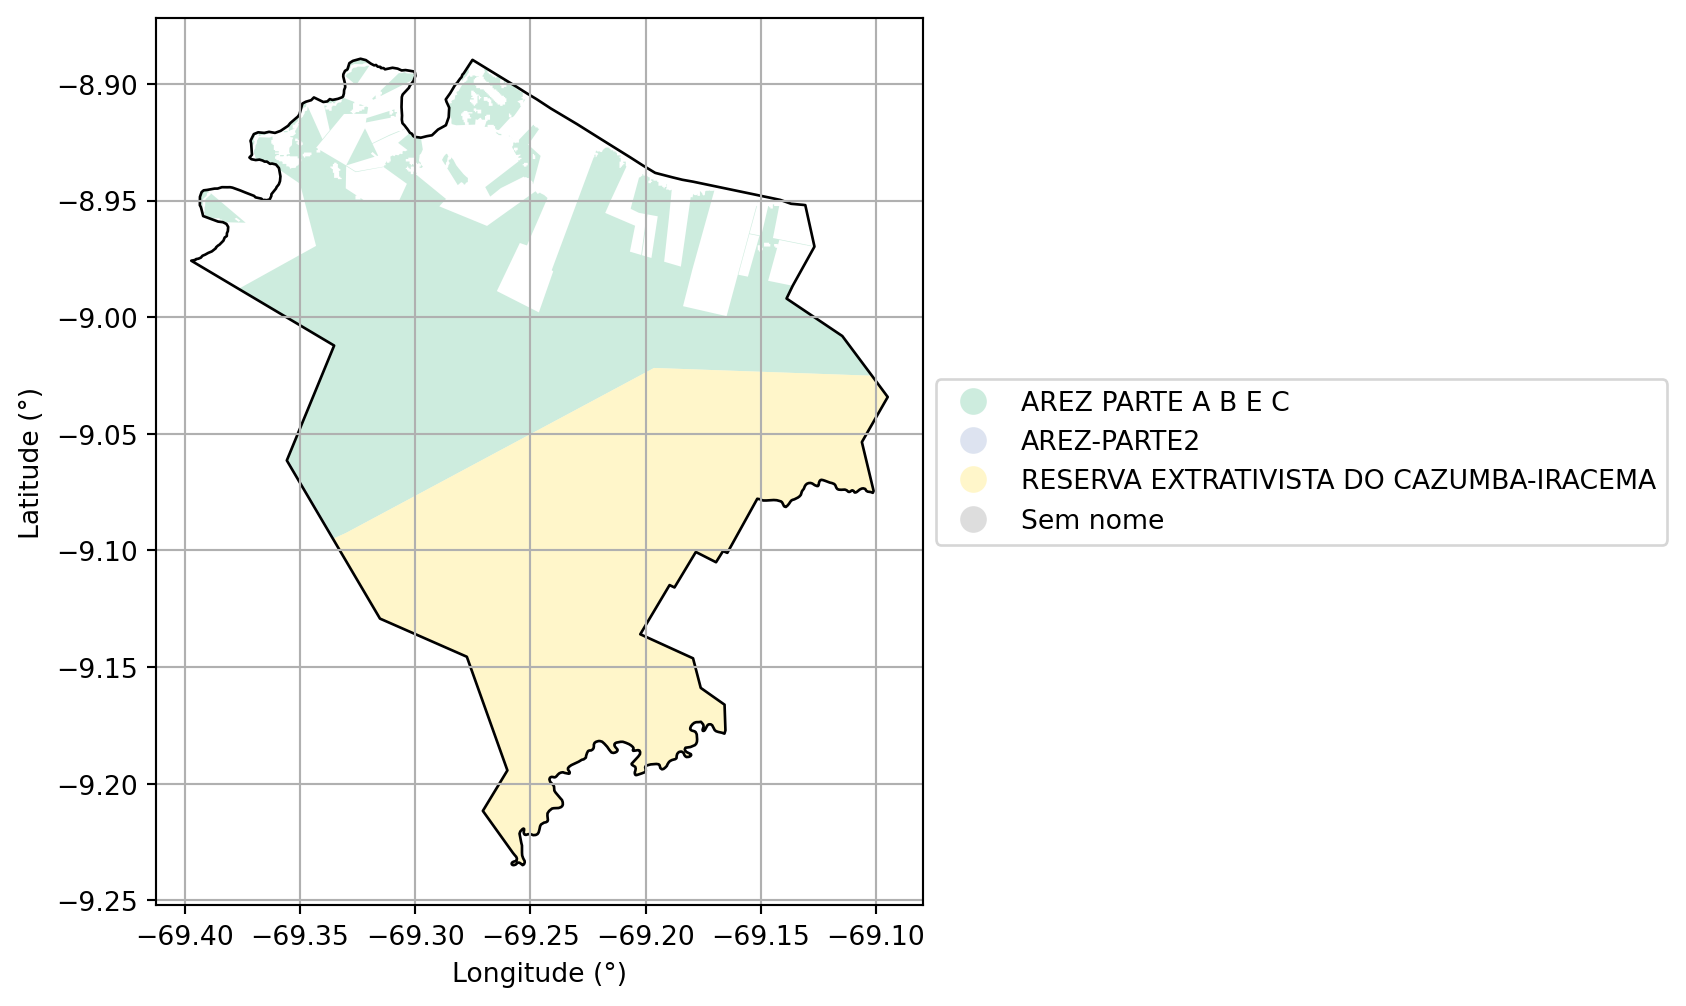 −8.90
−8.95
−9.00
−9.05
−9.10
−9.15
−9.20
−9.25
Latitude (°)
−69.40 −69.35 −69.30 −69.25 −69.20 −69.15 −69.10
Longitude (°)
AREZ PARTE A B E C
AREZ-PARTE2
RESERVA EXTRATIVISTA DO CAZUMBA-IRACEMA
Sem nome